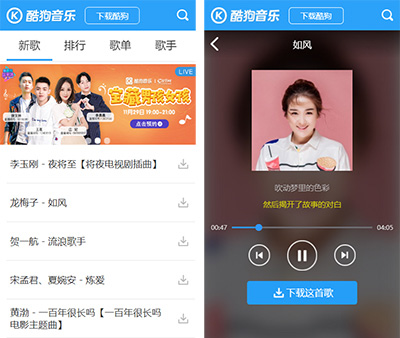 酷狗音乐
下载酷狗
新歌
排行
歌单
歌手
LIVE
酷狗音乐
宝藏男孩女孩
11月29日 19:00-21:00
点击预约
李玉刚 - 夜将至【将夜电视剧插曲】
龙梅子 - 如风
贺一航 - 流浪歌手
宋孟君、夏婉安 - 炼爱
黄渤 - 一百年很长吗【一百年很长吗
电影主题曲】
酷狗音乐
下载酷狗
如风
吹动梦里的色彩
然后揭开了故事的对白
00:47
04:05
下载这首歌